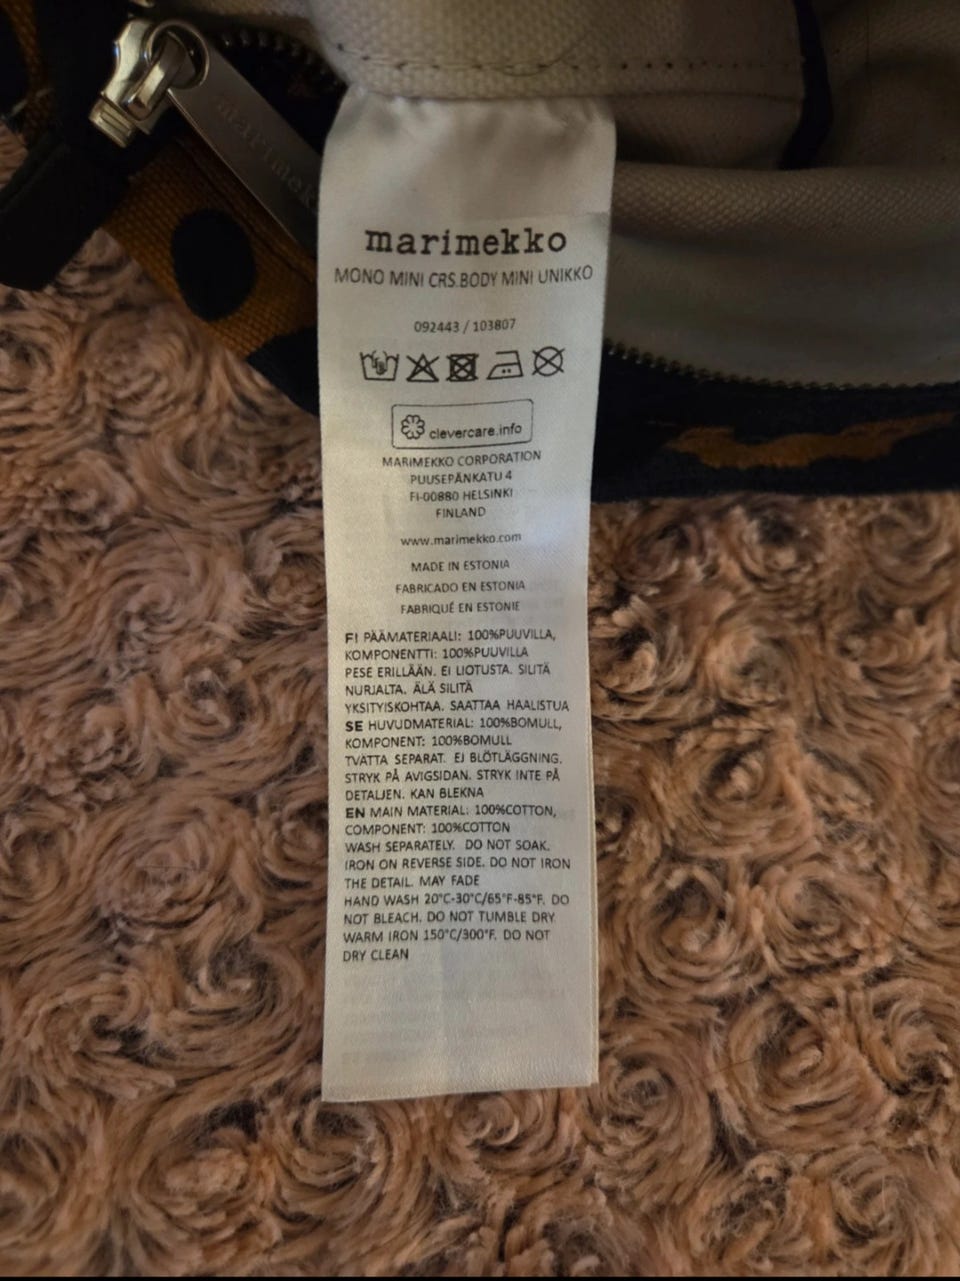 marimekko
marimekko
MONO MINI CRS.BODY MINI UNIKKO
092443 / 103807
clevercare.info
MARIMEKKO CORPORATION
PUUSEPÄNKATU 4
FI-00880 HELSINKI
FINLAND
www.marimekko.com
MADE IN ESTONIA
FABRICADO EN ESTONIA
FABRIQUÉ EN ESTONIE
FI PÄÄMATERIAALI: 100%PUUVILLA,
KOMPONENTTI: 100%PUUVILLA
PESE ERILLÄÄN. EI LIOTUSTA. SILITÄ
NURJALTA. ÄLÄ SILITÄ
YKSITYISKOHTAA. SAATTAA HAALISTUA
SE HUVUDMATERIAL: 100%BOMULL,
KOMPONENT: 100%BOMULL
TVÄTTA SEPARAT. EJ BLÖTLÄGGNING.
STRYK PÅ AVIGSIDAN. STRYK INTE PÅ
DETALJEN. KAN BLEKNA
EN MAIN MATERIAL: 100%COTTON,
COMPONENT: 100%COTTON
WASH SEPARATELY. DO NOT SOAK.
IRON ON REVERSE SIDE. DO NOT IRON
THE DETAIL. MAY FADE
HAND WASH 20°C-30°C/65°F-85°F. DO
NOT BLEACH. DO NOT TUMBLE DRY.
WARM IRON 150°C/300°F. DO NOT
DRY CLEAN